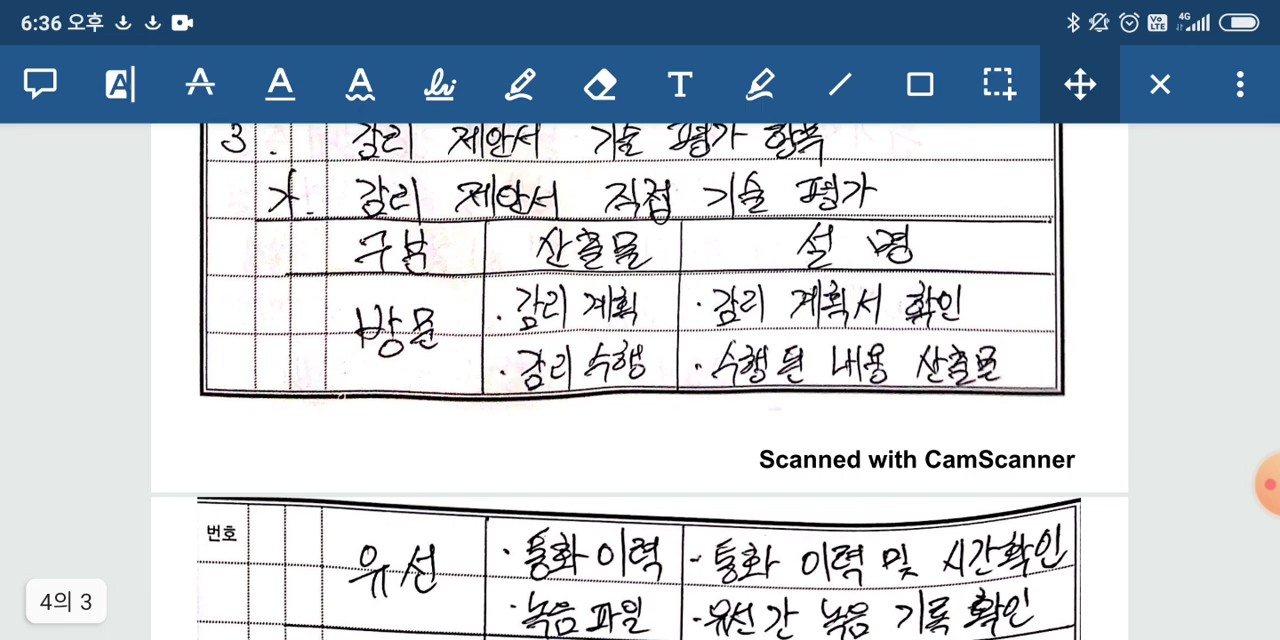 6:36 오후
Vo LTE 4G
A A A A T
3. 감리 제안서 기술 평가 항목
가. 감리 제안서 직접 기술 평가
구분 산출물 설명
방문 · 감리 계획 · 감리 계획서 확인
· 감리 수행 · 수행된 내용 산출물
Scanned with CamScanner
번호
유선 · 통화 이력 · 통화 이력 및 시간확인
· 녹음 파일 · 유선 간 녹음 기록 확인
4의 3